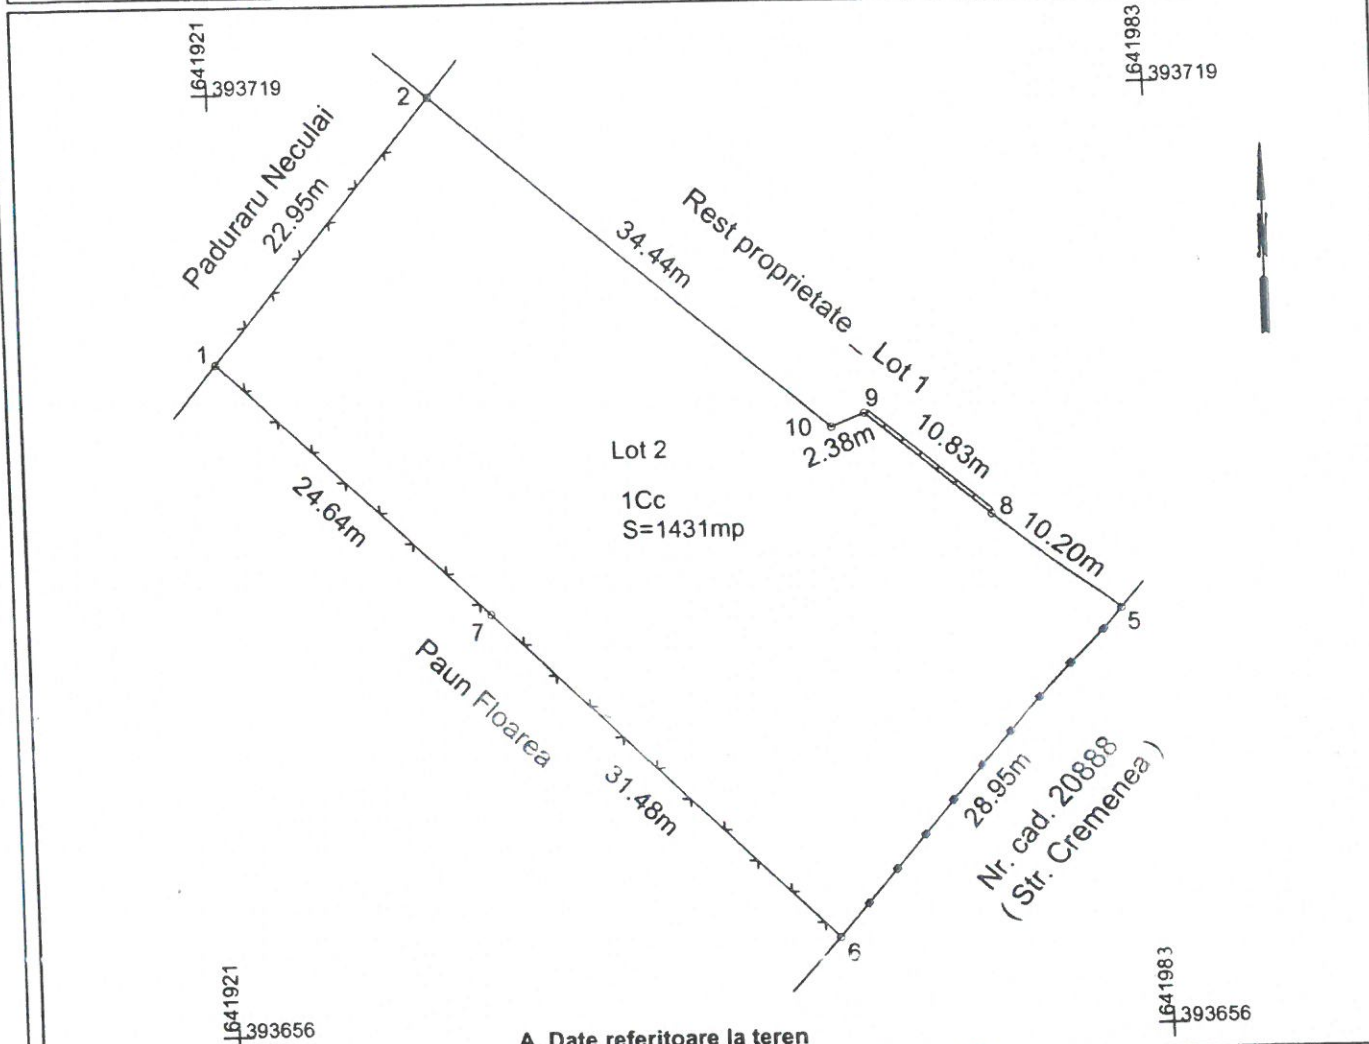 641921
393719
641983
393719
2
Paduraru Neculai
22.95m
34.44m
Rest proprietate _ Lot 1
1
9
10
2.38m
10.83m
Lot 2
1Cc
S=1431mp
24.64m
8
10.20m
5
7
Paun Floarea
31.48m
28.95m
Nr. cad. 20888
( Str. Cremenea )
6
641921
393656
641983
393656
A. Date referitoare la teren